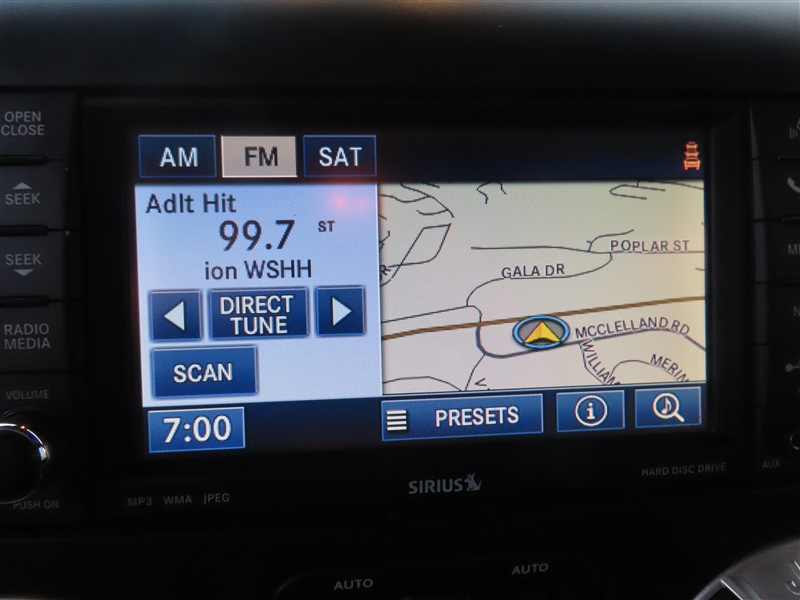 OPEN
CLOSE
SEEK
SEEK
RADIO
MEDIA
VOLUME
PUSH ON
AM
FM
SAT
Adlt Hit
99.7 ST
ion WSHH
DIRECT
TUNE
SCAN
7:00
POPLAR ST
GALA DR
MCCLELLAND RD
WILLIAM
MERIN
PRESETS
i
SIRIUS
MP3 WMA JPEG
HARD DISC DRIVE
AUX
AUTO
AUTO